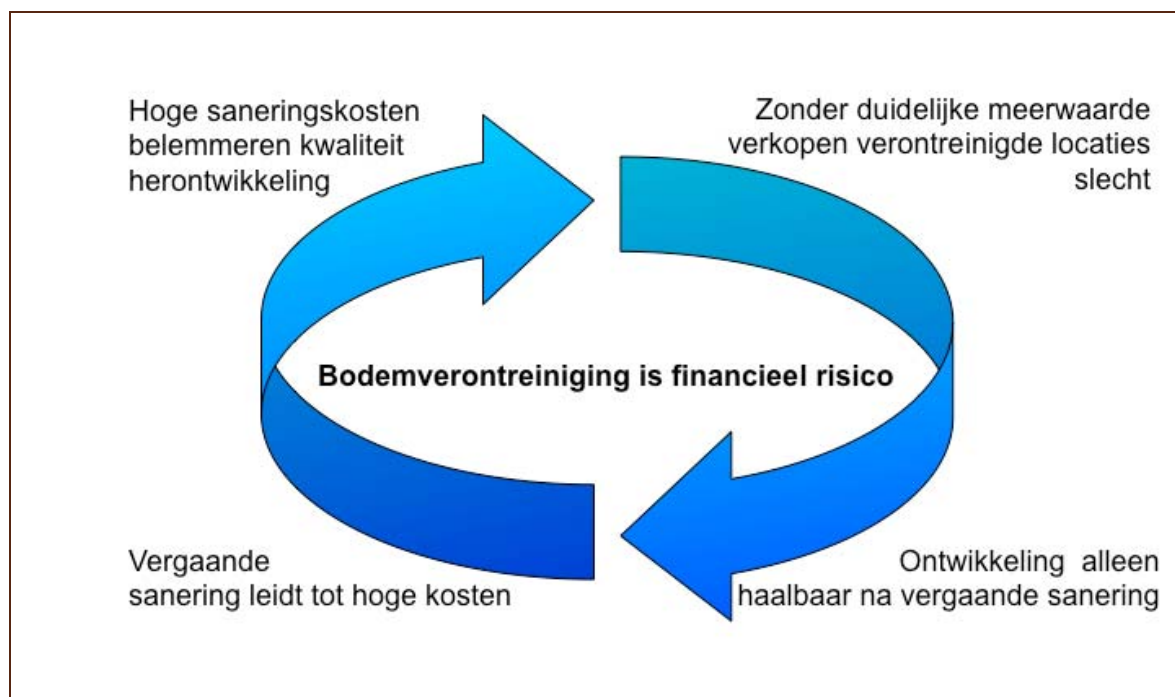 Hoge saneringskosten
belemmeren kwaliteit
herontwikkeling
Zonder duidelijke meerwaarde
verkopen verontreinigde locaties
slecht
Bodemverontreiniging is financieel risico
Vergaande
sanering leidt tot hoge kosten
Ontwikkeling alleen
haalbaar na vergaande sanering